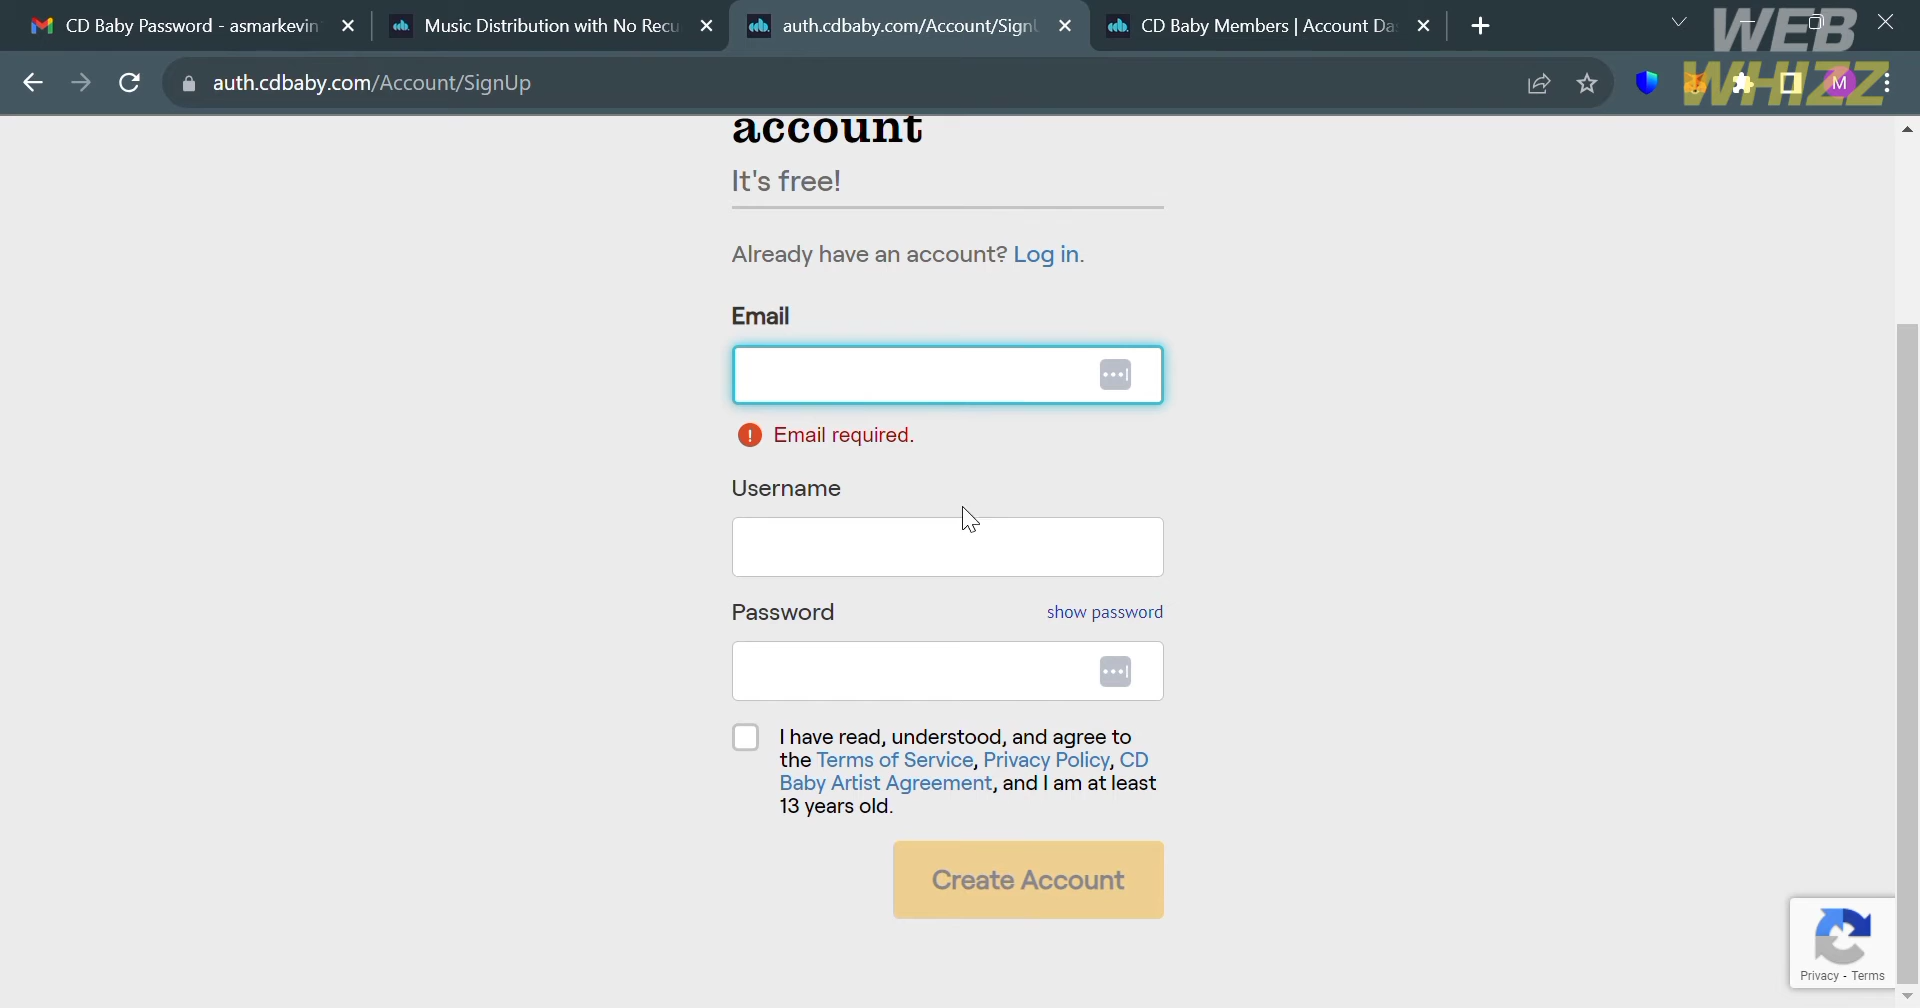 CD Baby Password - asmarkevin
Music Distribution with No Recu
auth.cdbaby.com/Account/Sign
CD Baby Members | Account Da
WEB
WHIZZ
auth.cdbaby.com/Account/SignUp
M
account
It's free!
Already have an account? Log in.
Email
Email required.
Username
Password
show password
I have read, understood, and agree to
the Terms of Service, Privacy Policy, CD
Baby Artist Agreement, and I am at least
13 years old.
Create Account
Privacy - Terms